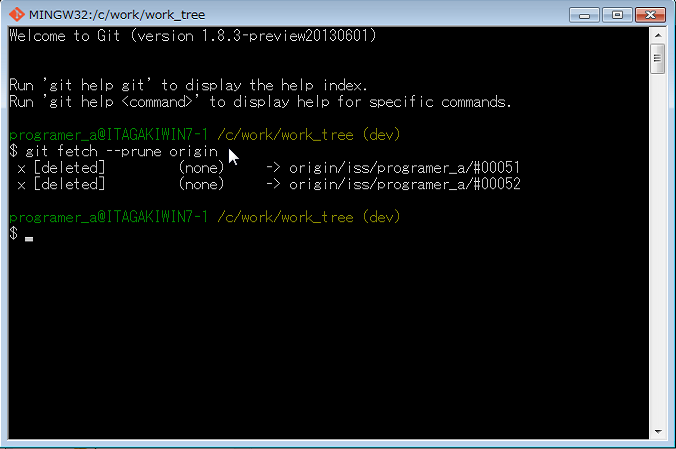 MINGW32:/c/work/work_tree
Welcome to Git (version 1.8.3-preview20130601)
Run 'git help git' to display the help index.
Run 'git help <command>' to display help for specific commands.
programer_a@ITAGAKIWIN7-1 /c/work/work_tree (dev)
$ git fetch --prune origin
x [deleted]         (none)     -> origin/iss/programer_a/#00051
x [deleted]         (none)     -> origin/iss/programer_a/#00052
programer_a@ITAGAKIWIN7-1 /c/work/work_tree (dev)
$